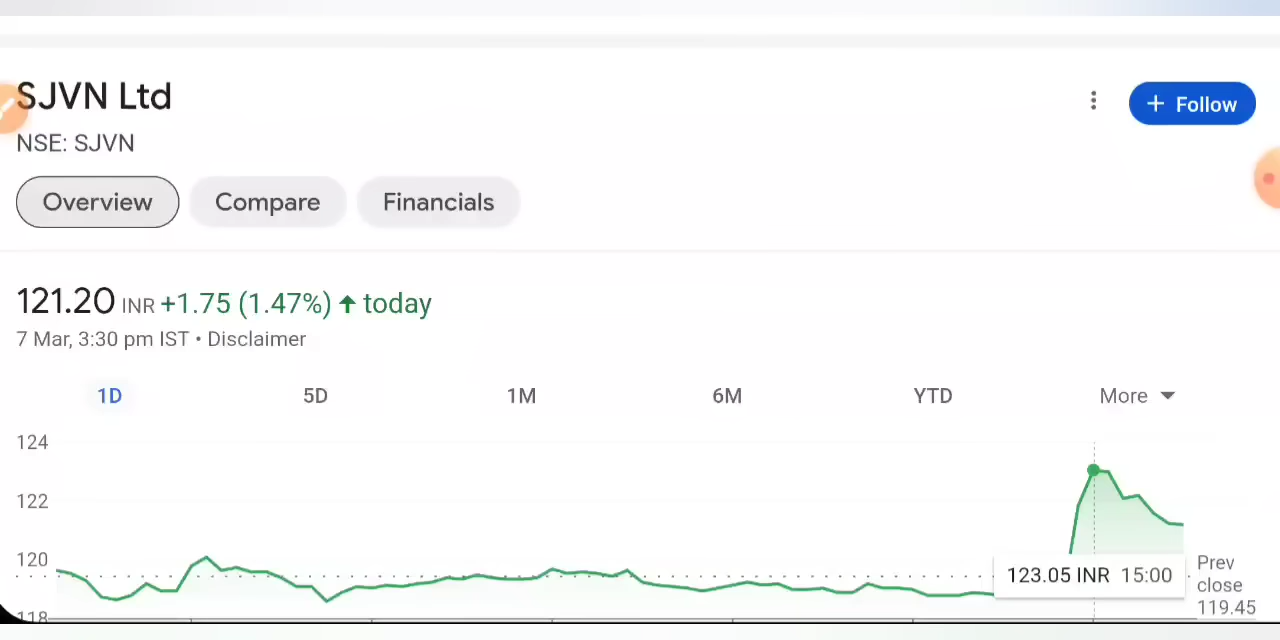 SJVN Ltd
+ Follow
NSE: SJVN
Overview Compare Financials
121.20 INR +1.75 (1.47%) ↑ today
7 Mar, 3:30 pm IST • Disclaimer
1D 5D 1M 6M YTD More
124
122
120
118
123.05 INR 15:00
Prev
close
119.45